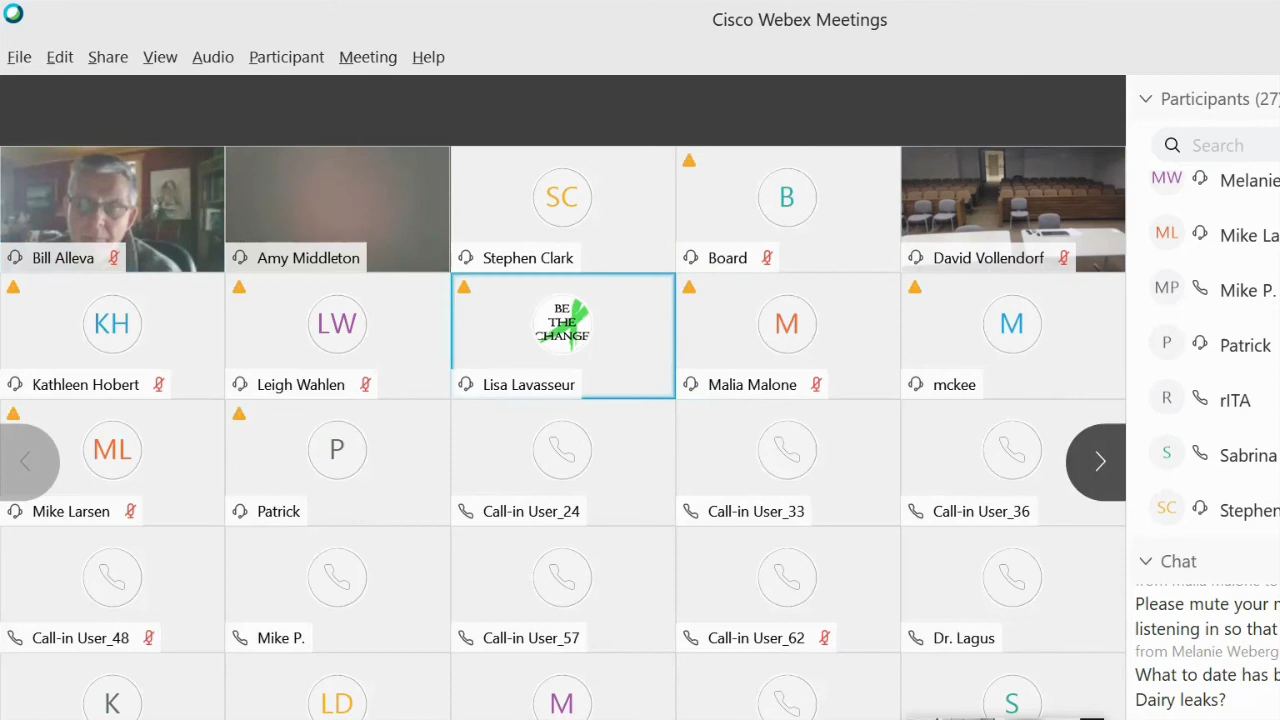 Cisco Webex Meetings
File Edit Share View Audio Participant Meeting Help
Participants (27
Search
Bill Alleva
Amy Middleton
SC
Stephen Clark
B
Board
David Vollendorf
KH
Kathleen Hobert
LW
Leigh Wahlen
BE
THE
CHANGE
Lisa Lavasseur
M
Malia Malone
M
mckee
ML
Mike Larsen
P
Patrick
Call-in User_24
Call-in User_33
Call-in User_36
Call-in User_48
Mike P.
Call-in User_57
Call-in User_62
Dr. Lagus
K
LD
M
S
MW Melanie
ML Mike La
MP Mike P.
P Patrick
R rITA
S Sabrina
SC Stephen
Chat
Please mute your
listening in so that
from Melanie Weberg
What to date has b
Dairy leaks?